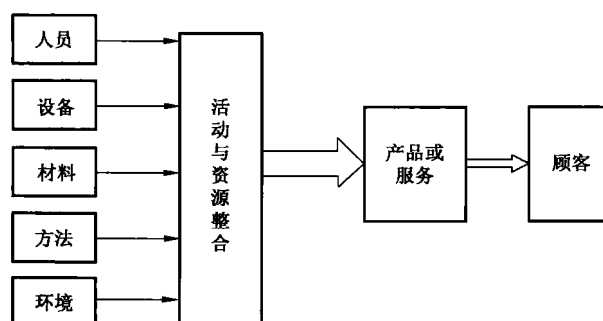 人员
设备
材料
方法
环境
活动与资源整合
产品或
服务
顾客